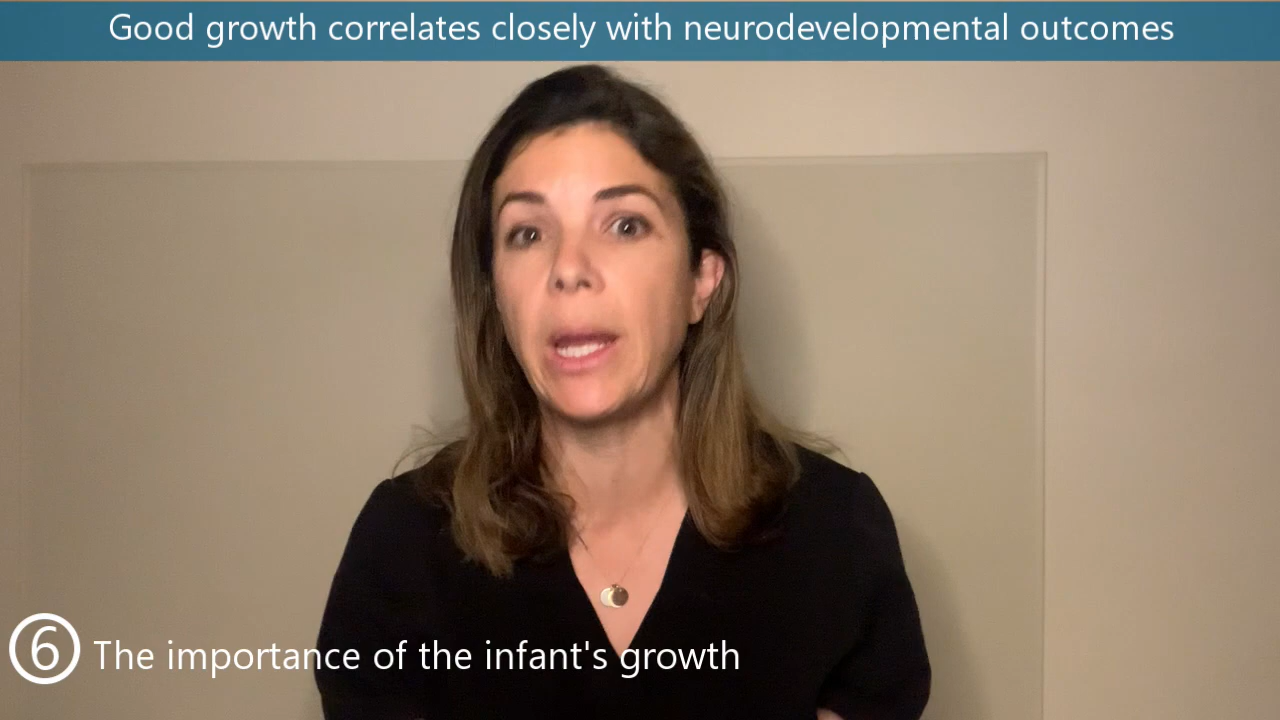 Good growth correlates closely with neurodevelopmental outcomes
6 The importance of the infant's growth